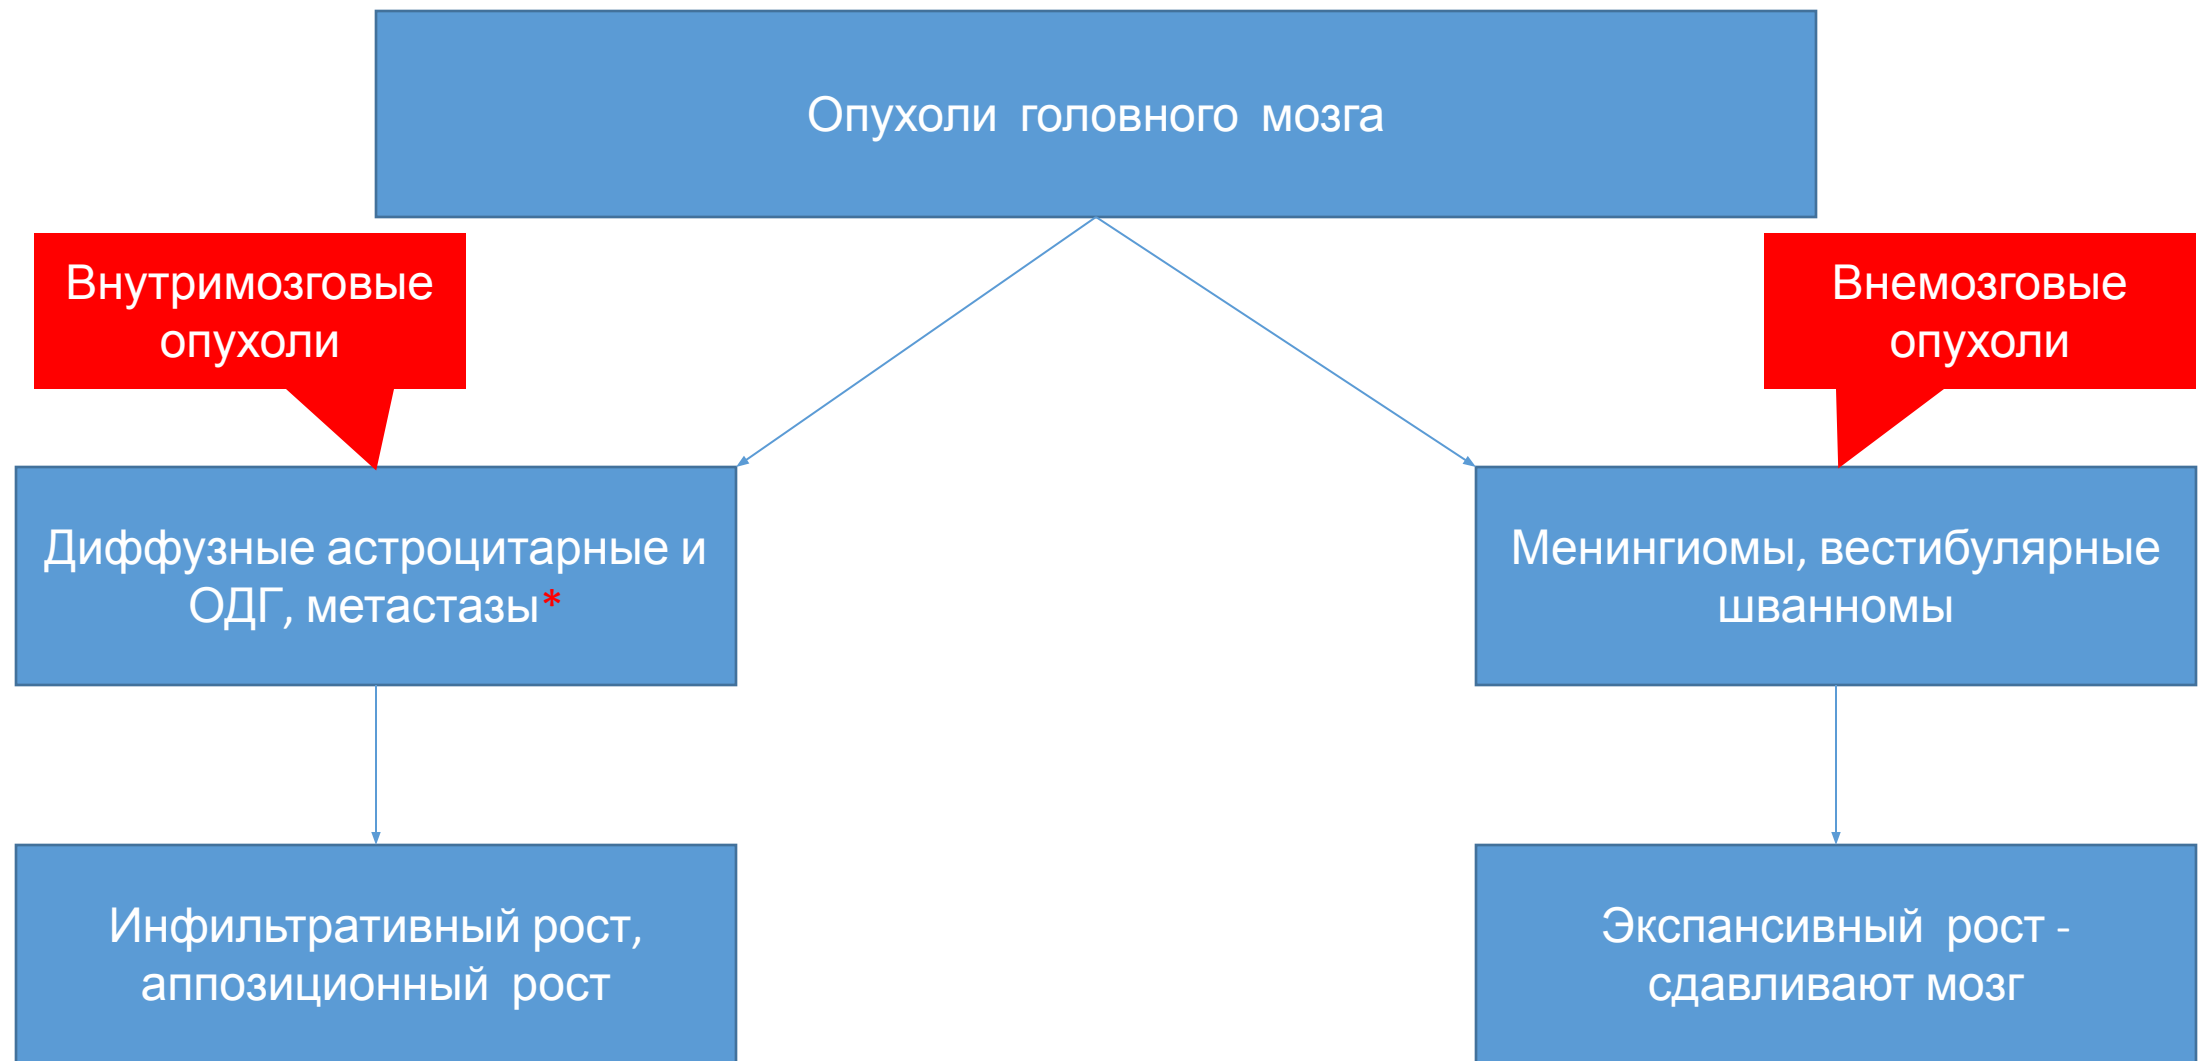 Опухоли головного мозга
Внутримозговые
опухоли
Внемозговые
опухоли
Диффузные астроцитарные и
ОДГ, метастазы*
Менингиомы, вестибулярные
шванномы
Инфильтративный рост,
аппозиционный рост
Экспансивный рост -
сдавливают мозг